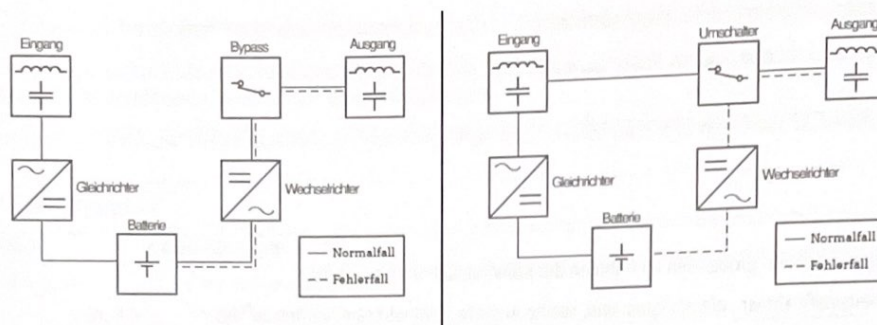 Eingang
Bypass
Ausgang
Gleichrichter
Wechselrichter
Batterie
Normalfall
Fehlerfall
Eingang
Umschalter
Ausgang
Gleichrichter
Wechselrichter
Batterie
Normalfall
Fehlerfall